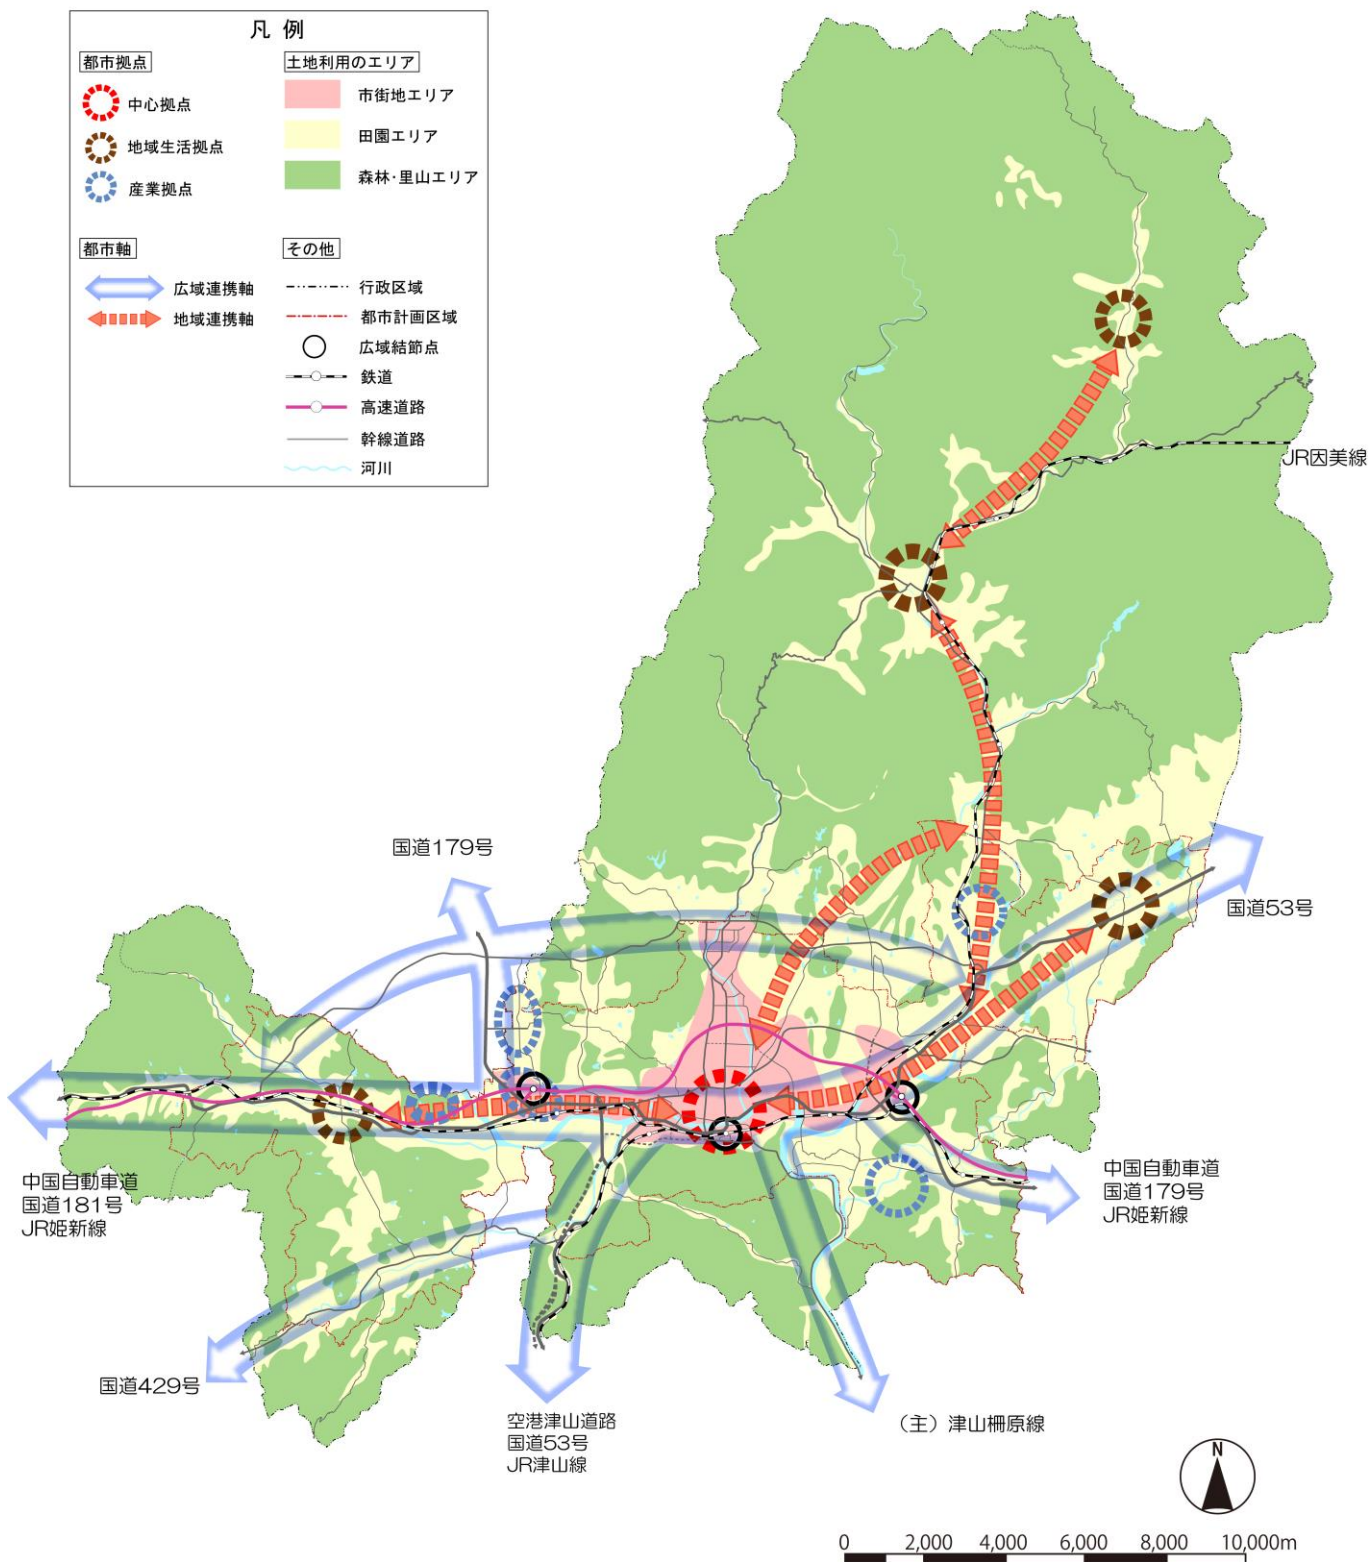 凡 例
都市拠点
中心拠点
地域生活拠点
産業拠点
土地利用のエリア
市街地エリア
田園エリア
森林・里山エリア
都市軸
広域連携軸
地域連携軸
その他
行政区域
都市計画区域
広域結節点
鉄道
高速道路
幹線道路
河川
JR因美線
国道179号
国道53号
中国自動車道
国道181号
JR姫新線
中国自動車道
国道179号
JR姫新線
国道429号
空港津山道路
国道53号
JR津山線
（主）津山柵原線
N
0 2,000 4,000 6,000 8,000 10,000m